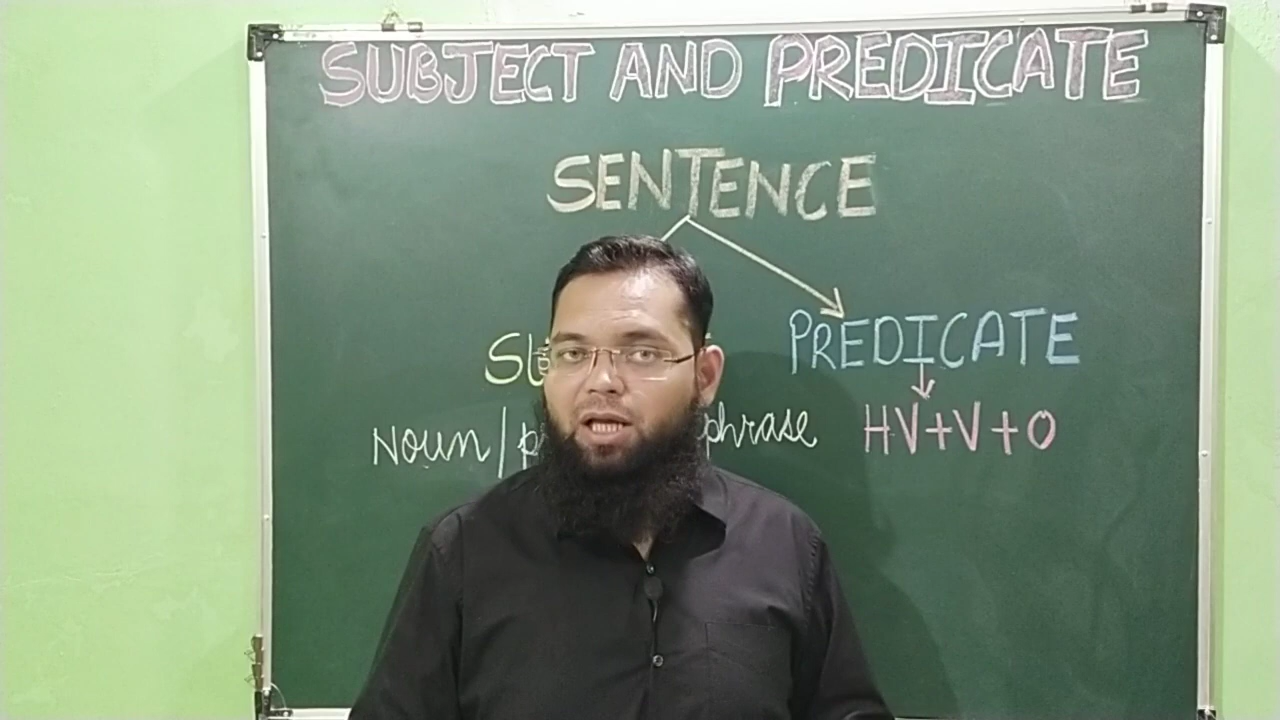 SUBJECT AND PREDICATE
SENTENCE
PREDICATE
Noun / phrase HV+V+O